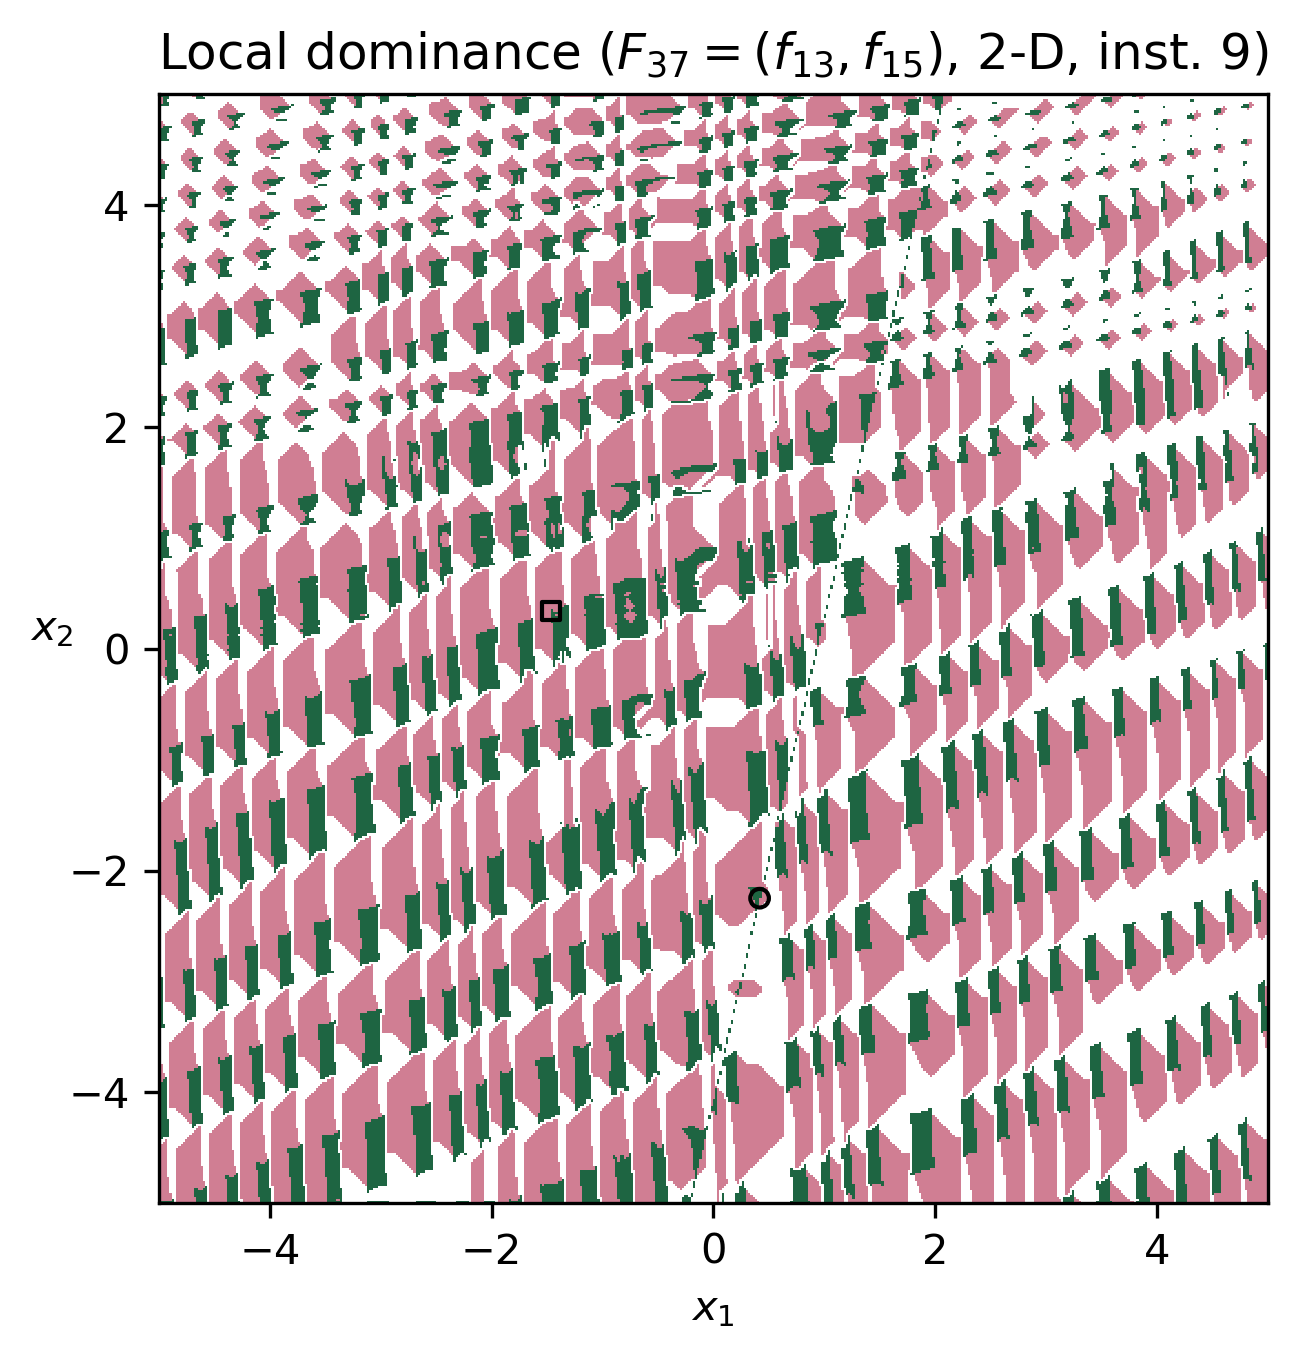 Local dominance (F₃₇ = (f₁₃, f₁₅), 2-D, inst. 9)
4
2
x₂ 0
−2
−4
−4 −2 0 2 4
x₁